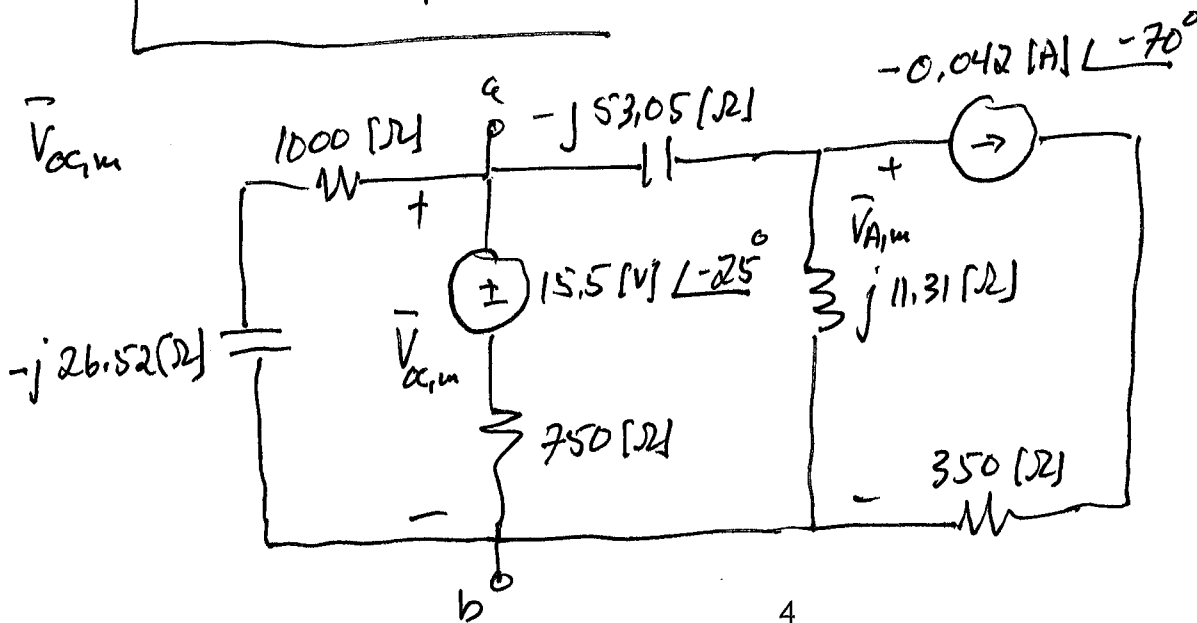 -0.042 [A] ∠-70°
V̄oc,m
1000 [Ω]
a
-j 53.05 [Ω]
+
+
V̄A,m
15.5 [V] ∠-25°
j 11.31 [Ω]
-j 26.52 [Ω]
V̄oc,m
750 [Ω]
350 [Ω]
-
-
b
4